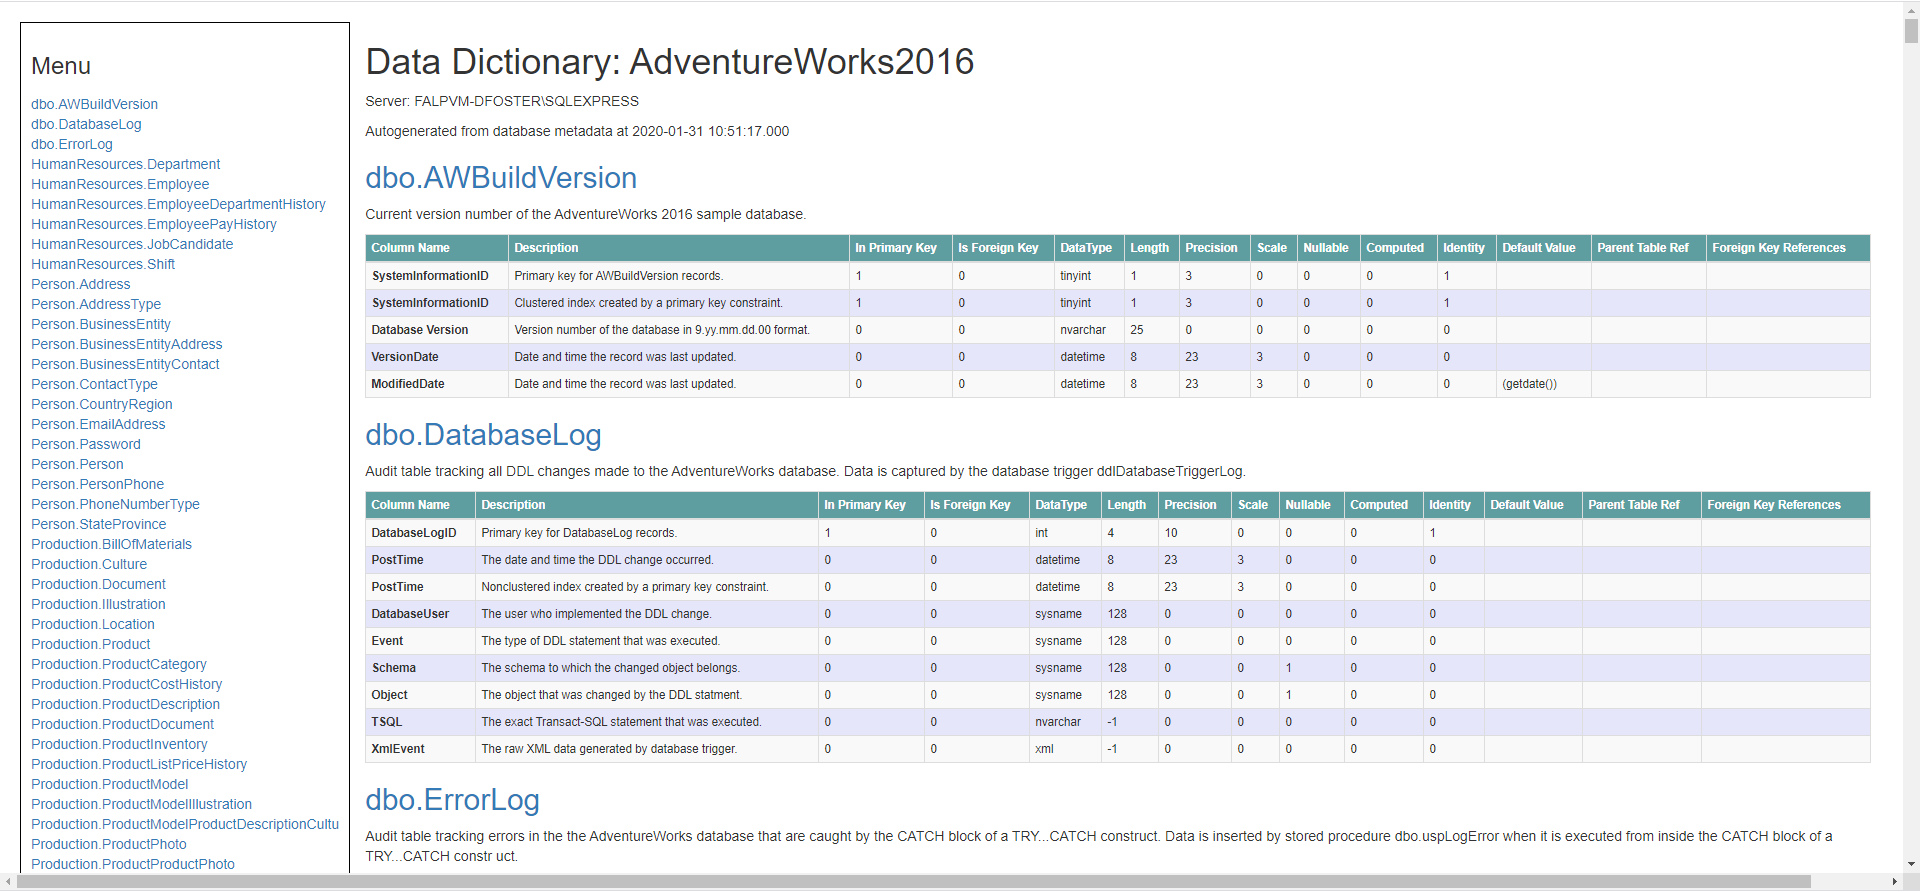 Menu
dbo.AWBuildVersion
dbo.DatabaseLog
dbo.ErrorLog
HumanResources.Department
HumanResources.Employee
HumanResources.EmployeeDepartmentHistory
HumanResources.EmployeePayHistory
HumanResources.JobCandidate
HumanResources.Shift
Person.Address
Person.AddressType
Person.BusinessEntity
Person.BusinessEntityAddress
Person.BusinessEntityContact
Person.ContactType
Person.CountryRegion
Person.EmailAddress
Person.Password
Person.Person
Person.PersonPhone
Person.PhoneNumberType
Person.StateProvince
Production.BillOfMaterials
Production.Culture
Production.Document
Production.Illustration
Production.Location
Production.Product
Production.ProductCategory
Production.ProductCostHistory
Production.ProductDescription
Production.ProductDocument
Production.ProductInventory
Production.ProductListPriceHistory
Production.ProductModel
Production.ProductModelIllustration
Production.ProductModelProductDescriptionCultu
Production.ProductPhoto
Production.ProductProductPhoto
Data Dictionary: AdventureWorks2016
Server: FALPVM-DFOSTER\SQLEXPRESS
Autogenerated from database metadata at 2020-01-31 10:51:17.000
dbo.AWBuildVersion
Current version number of the AdventureWorks 2016 sample database.
Column Name Description In Primary Key Is Foreign Key DataType Length Precision Scale Nullable Computed Identity Default Value Parent Table Ref Foreign Key References
SystemInformationID Primary key for AWBuildVersion records. 1 0 tinyint 1 3 0 0 0 1
SystemInformationID Clustered index created by a primary key constraint. 1 0 tinyint 1 3 0 0 0 1
Database Version Version number of the database in 9.yy.mm.dd.00 format. 0 0 nvarchar 25 0 0 0 0 0
VersionDate Date and time the record was last updated. 0 0 datetime 8 23 3 0 0 0
ModifiedDate Date and time the record was last updated. 0 0 datetime 8 23 3 0 0 0 (getdate())
dbo.DatabaseLog
Audit table tracking all DDL changes made to the AdventureWorks database. Data is captured by the database trigger ddlDatabaseTriggerLog.
Column Name Description In Primary Key Is Foreign Key DataType Length Precision Scale Nullable Computed Identity Default Value Parent Table Ref Foreign Key References
DatabaseLogID Primary key for DatabaseLog records. 1 0 int 4 10 0 0 0 1
PostTime The date and time the DDL change occurred. 0 0 datetime 8 23 3 0 0 0
PostTime Nonclustered index created by a primary key constraint. 0 0 datetime 8 23 3 0 0 0
DatabaseUser The user who implemented the DDL change. 0 0 sysname 128 0 0 0 0 0
Event The type of DDL statement that was executed. 0 0 sysname 128 0 0 0 0 0
Schema The schema to which the changed object belongs. 0 0 sysname 128 0 0 1 0 0
Object The object that was changed by the DDL statment. 0 0 sysname 128 0 0 1 0 0
TSQL The exact Transact-SQL statement that was executed. 0 0 nvarchar -1 0 0 0 0 0
XmlEvent The raw XML data generated by database trigger. 0 0 xml -1 0 0 0 0 0
dbo.ErrorLog
Audit table tracking errors in the the AdventureWorks database that are caught by the CATCH block of a TRY...CATCH construct. Data is inserted by stored procedure dbo.uspLogError when it is executed from inside the CATCH block of a
TRY...CATCH constr uct.